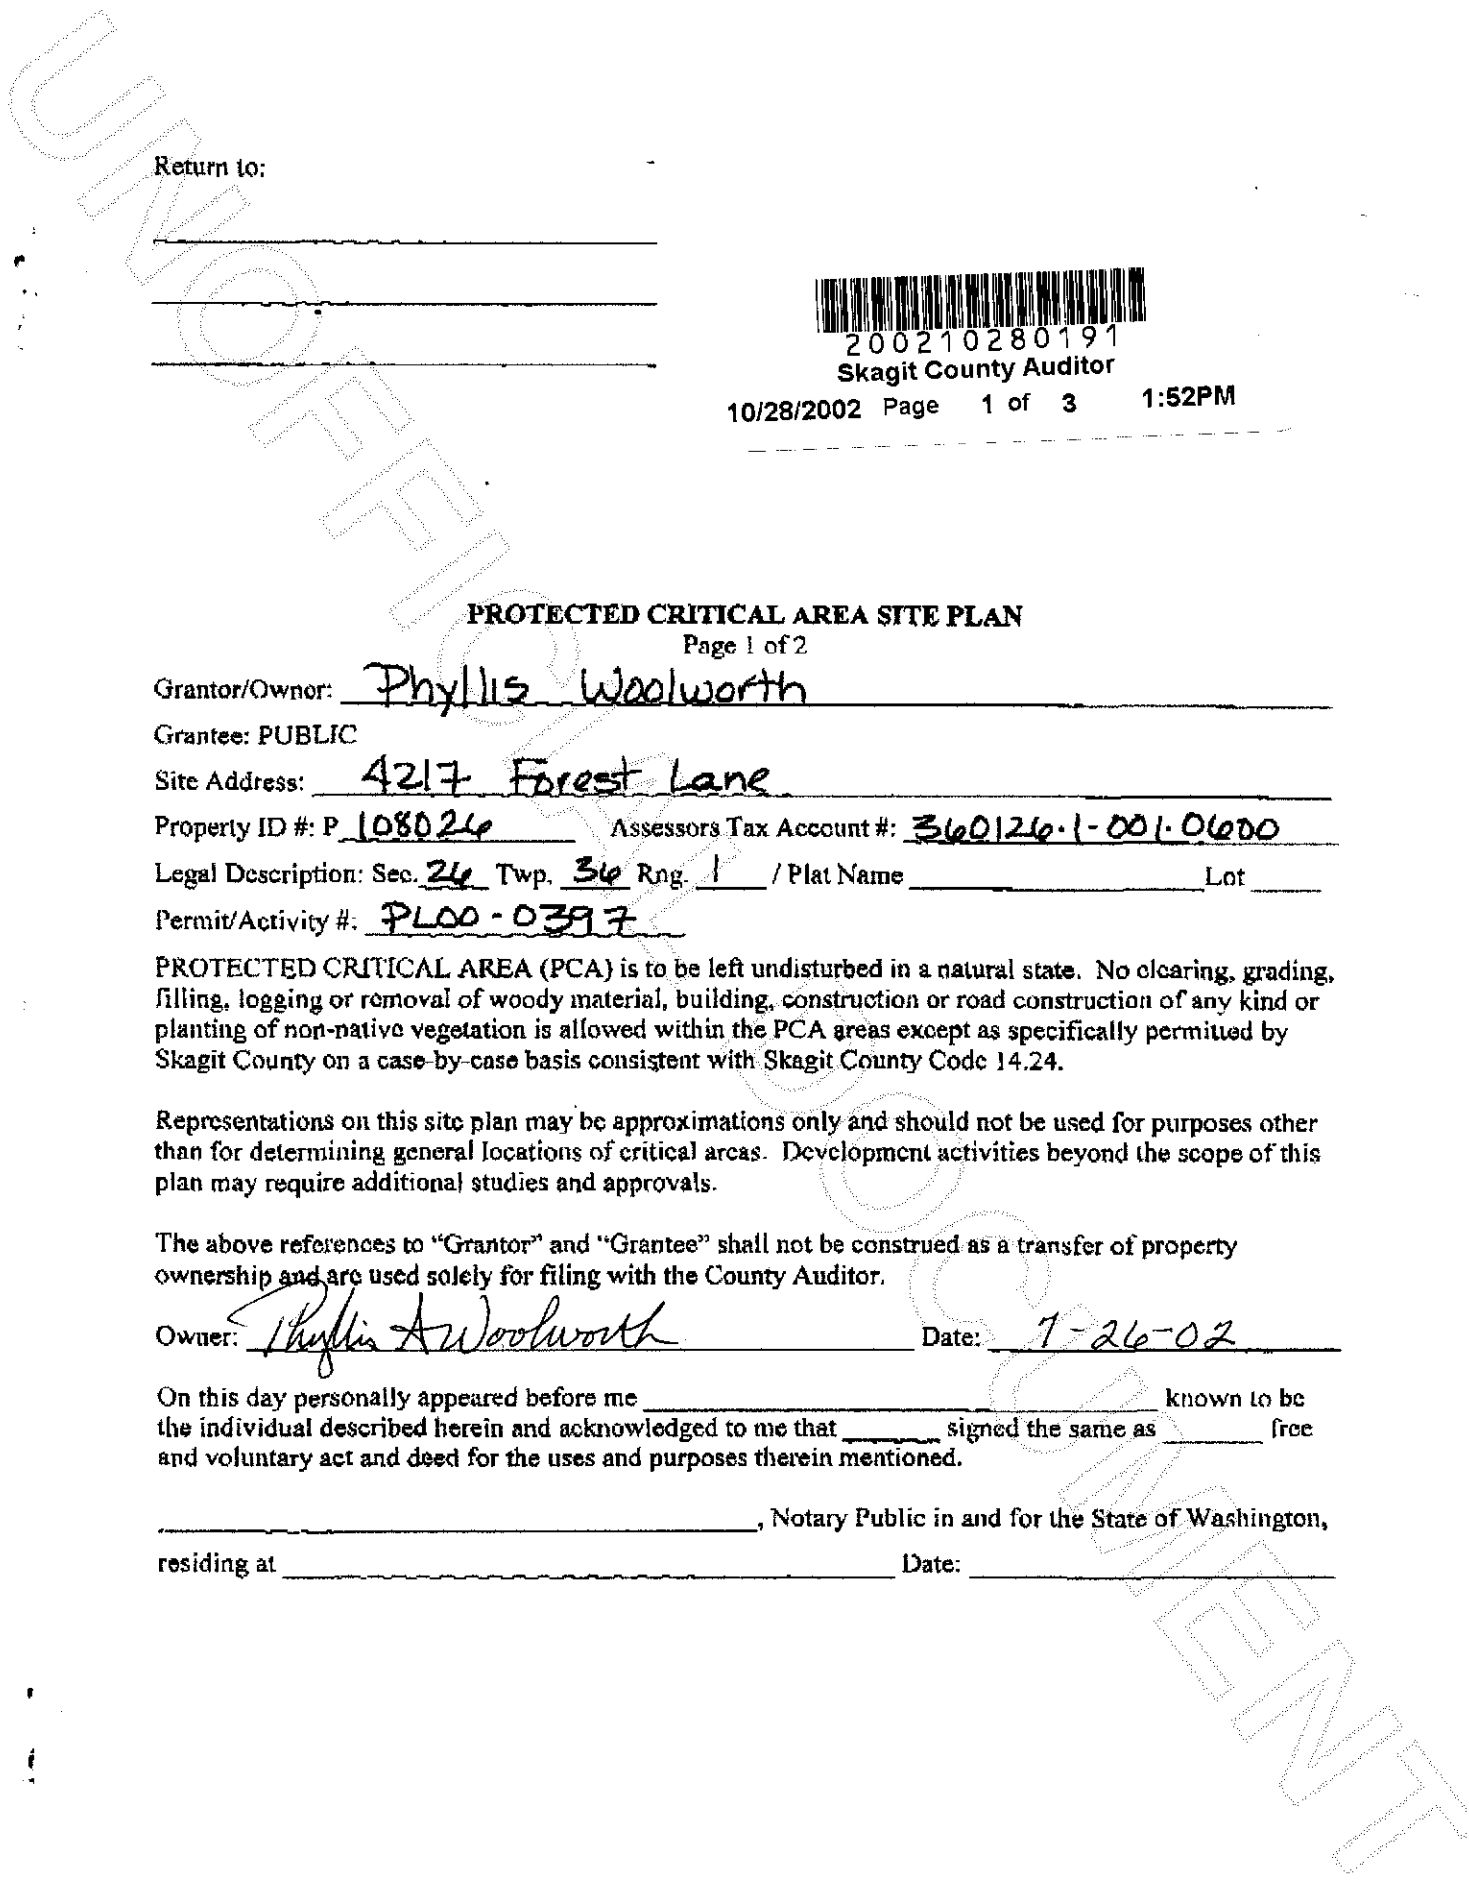 Return to:
200210280191
Skagit County Auditor
10/28/2002 Page 1 of 3 1:52PM
PROTECTED CRITICAL AREA SITE PLAN
Page 1 of 2
Grantor/Owner: Phyllis Woolworth
Grantee: PUBLIC
Site Address: 4217 Forest Lane
Property ID #: P 108026 Assessors Tax Account #: 360126-1-001-0600
Legal Description: Sec. 26 Twp. 36 Rng. 1 / Plat Name Lot
Permit/Activity #: PL00-0397
PROTECTED CRITICAL AREA (PCA) is to be left undisturbed in a natural state. No clearing, grading,
filling, logging or removal of woody material, building, construction or road construction of any kind or
planting of non-native vegetation is allowed within the PCA areas except as specifically permitted by
Skagit County on a case-by-case basis consistent with Skagit County Code 14.24.
Representations on this site plan may be approximations only and should not be used for purposes other
than for determining general locations of critical areas. Development activities beyond the scope of this
plan may require additional studies and approvals.
The above references to "Grantor" and "Grantee" shall not be construed as a transfer of property
ownership and are used solely for filing with the County Auditor.
Owner: Phyllis A Woolworth Date: 7-26-02
On this day personally appeared before me known to be
the individual described herein and acknowledged to me that signed the same as free
and voluntary act and deed for the uses and purposes therein mentioned.
, Notary Public in and for the State of Washington,
residing at Date:
UNOFFICIAL DOCUMENT